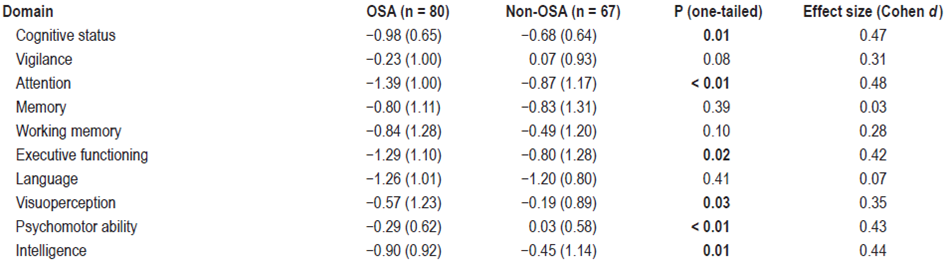 Domain OSA (n = 80) Non-OSA (n = 67) P (one-tailed) Effect size (Cohen d)
Cognitive status −0.98 (0.65) −0.68 (0.64) 0.01 0.47
Vigilance −0.23 (1.00) 0.07 (0.93) 0.08 0.31
Attention −1.39 (1.00) −0.87 (1.17) < 0.01 0.48
Memory −0.80 (1.11) −0.83 (1.31) 0.39 0.03
Working memory −0.84 (1.28) −0.49 (1.20) 0.10 0.28
Executive functioning −1.29 (1.10) −0.80 (1.28) 0.02 0.42
Language −1.26 (1.01) −1.20 (0.80) 0.41 0.07
Visuoperception −0.57 (1.23) −0.19 (0.89) 0.03 0.35
Psychomotor ability −0.29 (0.62) 0.03 (0.58) < 0.01 0.43
Intelligence −0.90 (0.92) −0.45 (1.14) 0.01 0.44